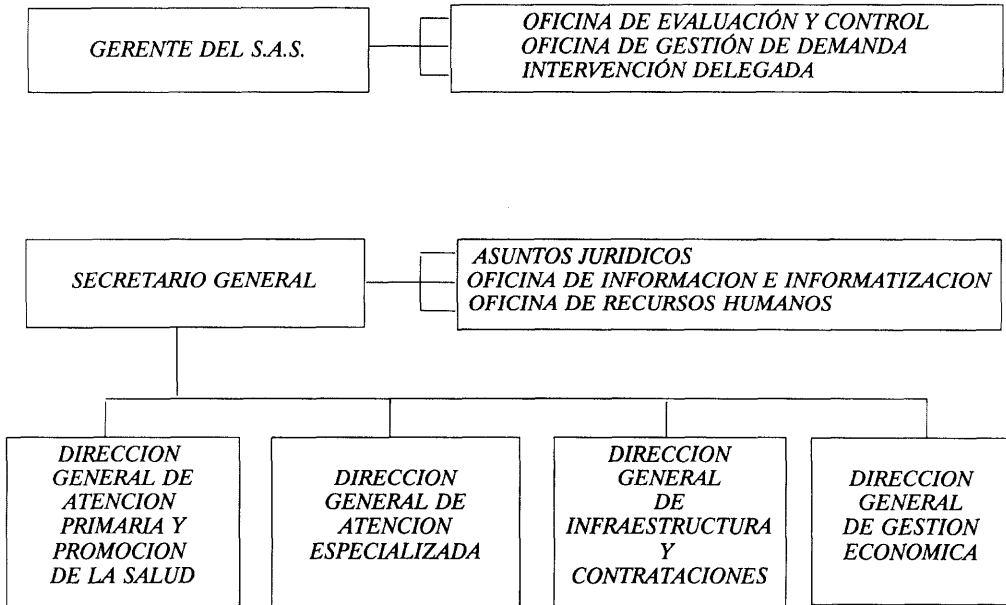 GERENTE DEL S.A.S.
OFICINA DE EVALUACIÓN Y CONTROL
OFICINA DE GESTIÓN DE DEMANDA
INTERVENCIÓN DELEGADA
SECRETARIO GENERAL
ASUNTOS JURIDICOS
OFICINA DE INFORMACION E INFORMATIZACION
OFICINA DE RECURSOS HUMANOS
DIRECCION
GENERAL DE
ATENCION
PRIMARIA Y
PROMOCION
DE LA SALUD
DIRECCION
GENERAL DE
ATENCION
ESPECIALIZADA
DIRECCION
GENERAL
DE
INFRAESTRUCTURA
Y
CONTRATACIONES
DIRECCION
GENERAL
DE GESTION
ECONOMICA